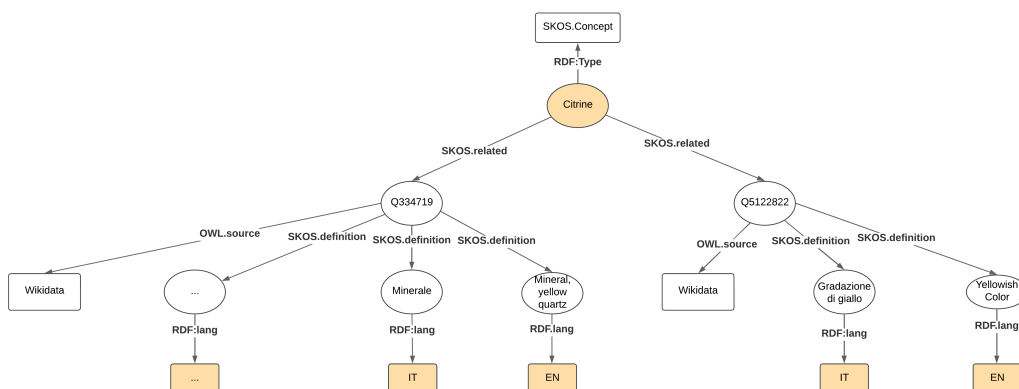 SKOS.Concept
RDF:Type
Citrine
SKOS.related
SKOS.related
Q334719
Q5122822
OWL.source
SKOS.definition
SKOS.definition
SKOS.definition
OWL.source
SKOS.definition
SKOS.definition
Wikidata
...
Minerale
Mineral,
yellow
quartz
Wikidata
Gradazione
di giallo
Yellowish
Color
RDF:lang
RDF:lang
RDF.lang
RDF:lang
RDF.lang
...
IT
EN
IT
EN